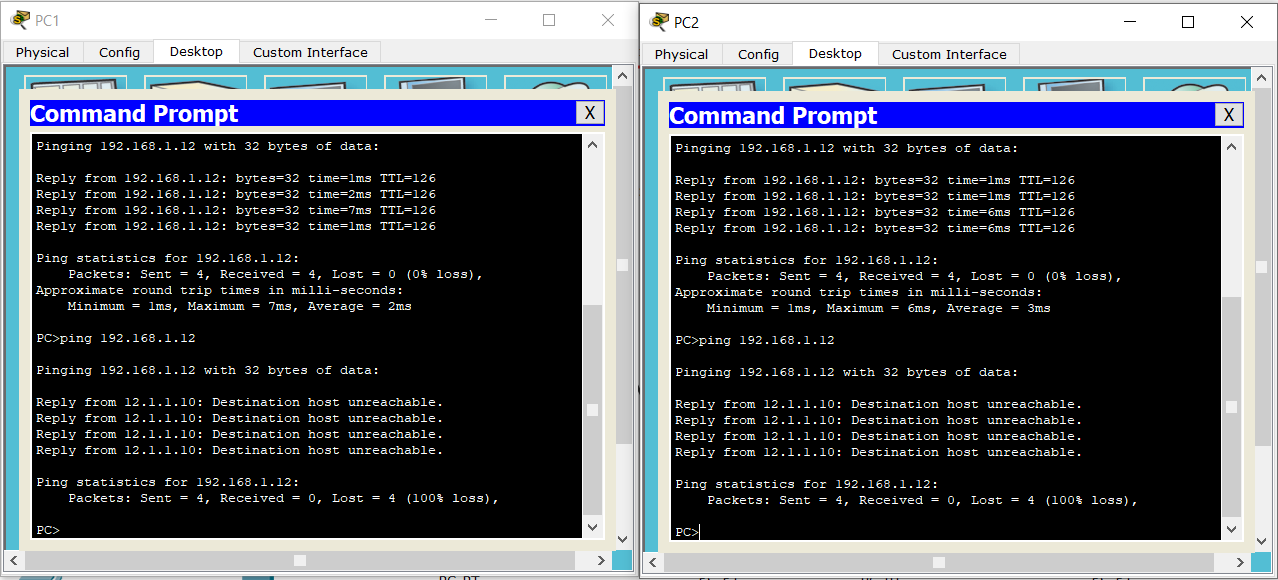 PC1
Physical Config Desktop Custom Interface
Command Prompt X
Pinging 192.168.1.12 with 32 bytes of data:
Reply from 192.168.1.12: bytes=32 time=1ms TTL=126
Reply from 192.168.1.12: bytes=32 time=2ms TTL=126
Reply from 192.168.1.12: bytes=32 time=7ms TTL=126
Reply from 192.168.1.12: bytes=32 time=1ms TTL=126
Ping statistics for 192.168.1.12:
Packets: Sent = 4, Received = 4, Lost = 0 (0% loss),
Approximate round trip times in milli-seconds:
Minimum = 1ms, Maximum = 7ms, Average = 2ms
PC>ping 192.168.1.12
Pinging 192.168.1.12 with 32 bytes of data:
Reply from 12.1.1.10: Destination host unreachable.
Reply from 12.1.1.10: Destination host unreachable.
Reply from 12.1.1.10: Destination host unreachable.
Reply from 12.1.1.10: Destination host unreachable.
Ping statistics for 192.168.1.12:
Packets: Sent = 4, Received = 0, Lost = 4 (100% loss),
PC>
PC2
Physical Config Desktop Custom Interface
Command Prompt X
Pinging 192.168.1.12 with 32 bytes of data:
Reply from 192.168.1.12: bytes=32 time=1ms TTL=126
Reply from 192.168.1.12: bytes=32 time=1ms TTL=126
Reply from 192.168.1.12: bytes=32 time=6ms TTL=126
Reply from 192.168.1.12: bytes=32 time=6ms TTL=126
Ping statistics for 192.168.1.12:
Packets: Sent = 4, Received = 4, Lost = 0 (0% loss),
Approximate round trip times in milli-seconds:
Minimum = 1ms, Maximum = 6ms, Average = 3ms
PC>ping 192.168.1.12
Pinging 192.168.1.12 with 32 bytes of data:
Reply from 12.1.1.10: Destination host unreachable.
Reply from 12.1.1.10: Destination host unreachable.
Reply from 12.1.1.10: Destination host unreachable.
Reply from 12.1.1.10: Destination host unreachable.
Ping statistics for 192.168.1.12:
Packets: Sent = 4, Received = 0, Lost = 4 (100% loss),
PC>